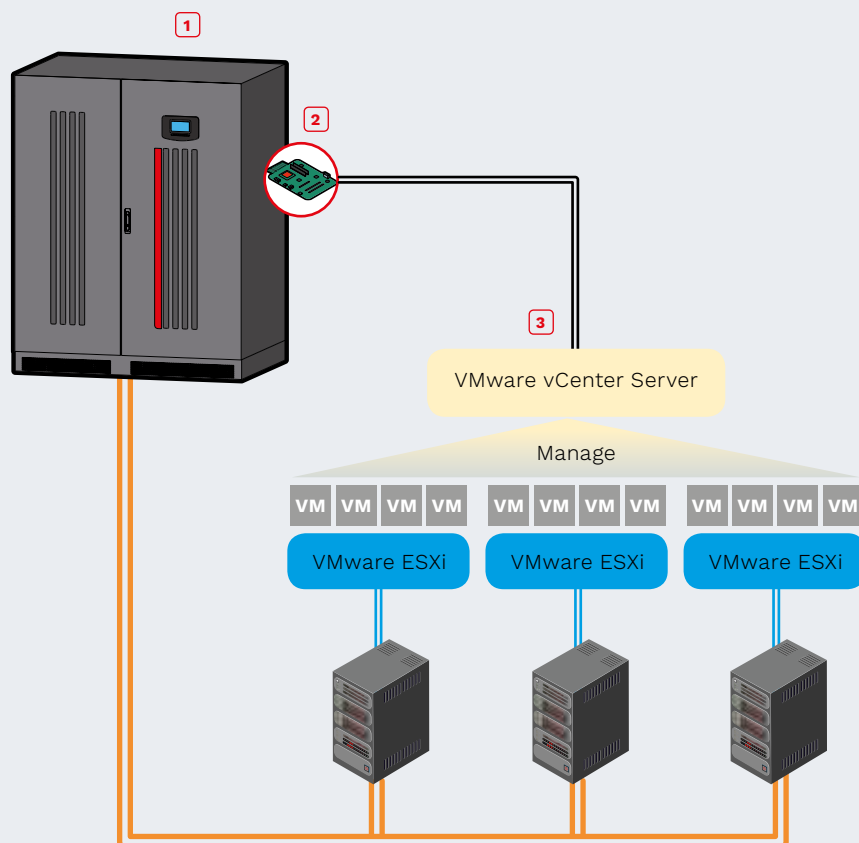 1
2
3
VMware vCenter Server
Manage
VM VM VM VM VM VM VM VM VM VM VM VM
VMware ESXi VMware ESXi VMware ESXi